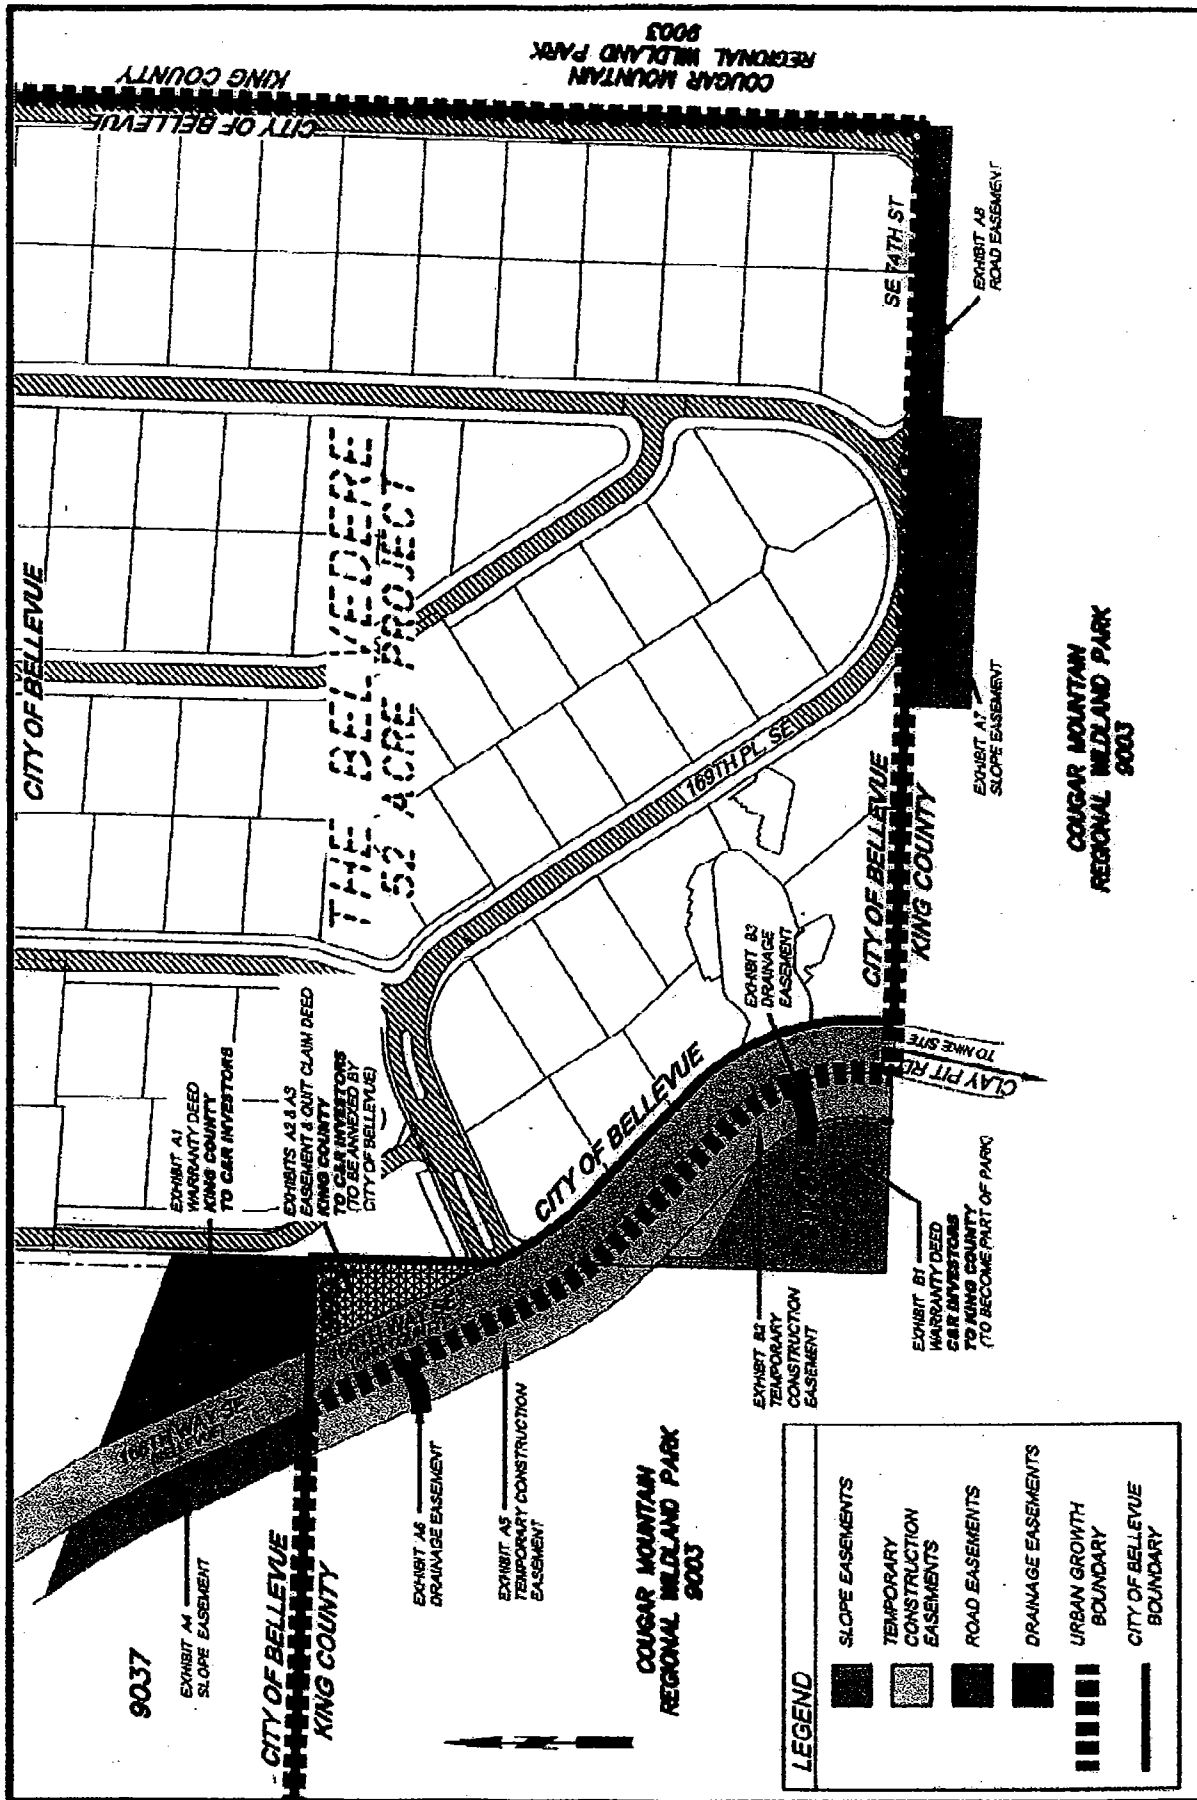 COUGAR MOUNTAIN
REGIONAL WILDLAND PARK
9003
KING COUNTY
CITY OF BELLEVUE
CITY OF BELLEVUE
THE BELVEDERE
52 ACRE PROJECT
SE 74TH ST
EXHIBIT A8
ROAD EASEMENT
EXHIBIT A7
SLOPE EASEMENT
COUGAR MOUNTAIN
REGIONAL WILDLAND PARK
9003
169TH PL. SE
CITY OF BELLEVUE
KING COUNTY
EXHIBIT B3
DRAINAGE
EASEMENT
TO NIKE SITE
CLAY PIT RD
CITY OF BELLEVUE
EXHIBIT A1
WARRANTY DEED
KING COUNTY
TO C&R INVESTORS
EXHIBITS A2 & A3
EASEMENT & QUIT CLAIM DEED
KING COUNTY
TO C&R INVESTORS
(TO BE ANNEXED BY
CITY OF BELLEVUE)
EXHIBIT B1
WARRANTY DEED
C&R INVESTORS
TO KING COUNTY
(TO BECOME PART OF PARK)
EXHIBIT B2
TEMPORARY
CONSTRUCTION
EASEMENT
166TH WAY SE
EXHIBIT A6
DRAINAGE EASEMENT
EXHIBIT A5
TEMPORARY CONSTRUCTION
EASEMENT
COUGAR MOUNTAIN
REGIONAL WILDLAND PARK
9003
9037
EXHIBIT A4
SLOPE EASEMENT
CITY OF BELLEVUE
KING COUNTY
LEGEND
SLOPE EASEMENTS
TEMPORARY
CONSTRUCTION
EASEMENTS
ROAD EASEMENTS
DRAINAGE EASEMENTS
URBAN GROWTH
BOUNDARY
CITY OF BELLEVUE
BOUNDARY